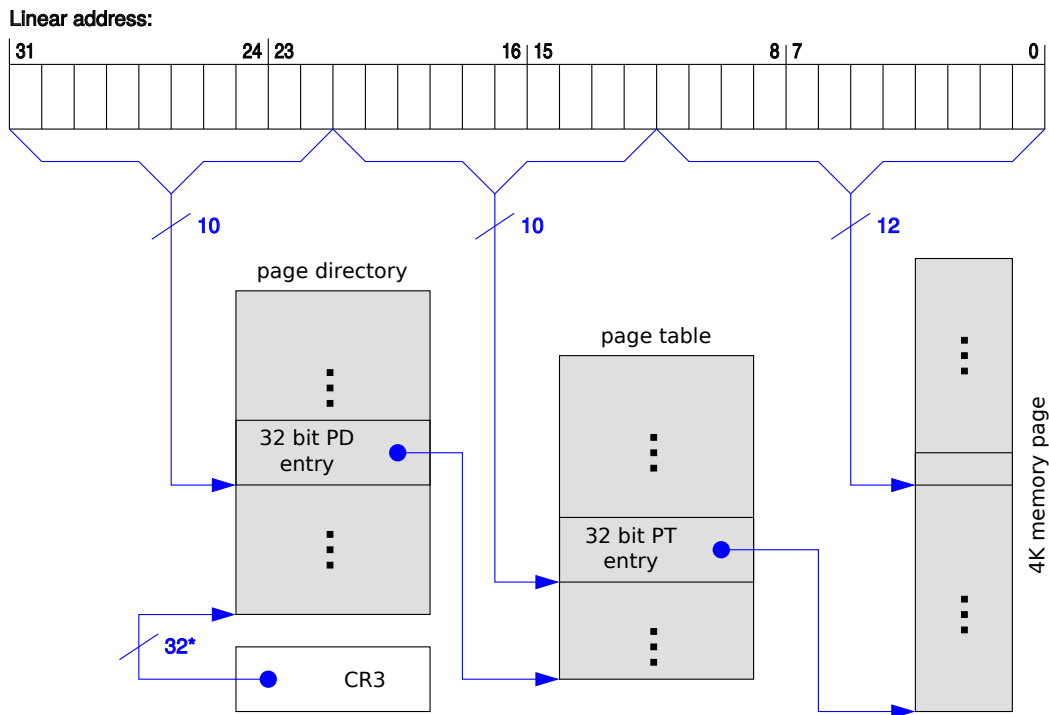 Linear address:
31 24 23 16 15 8 7 0
10 10 12
page directory
page table
32 bit PD
entry
32 bit PT
entry
4K memory page
32*
CR3